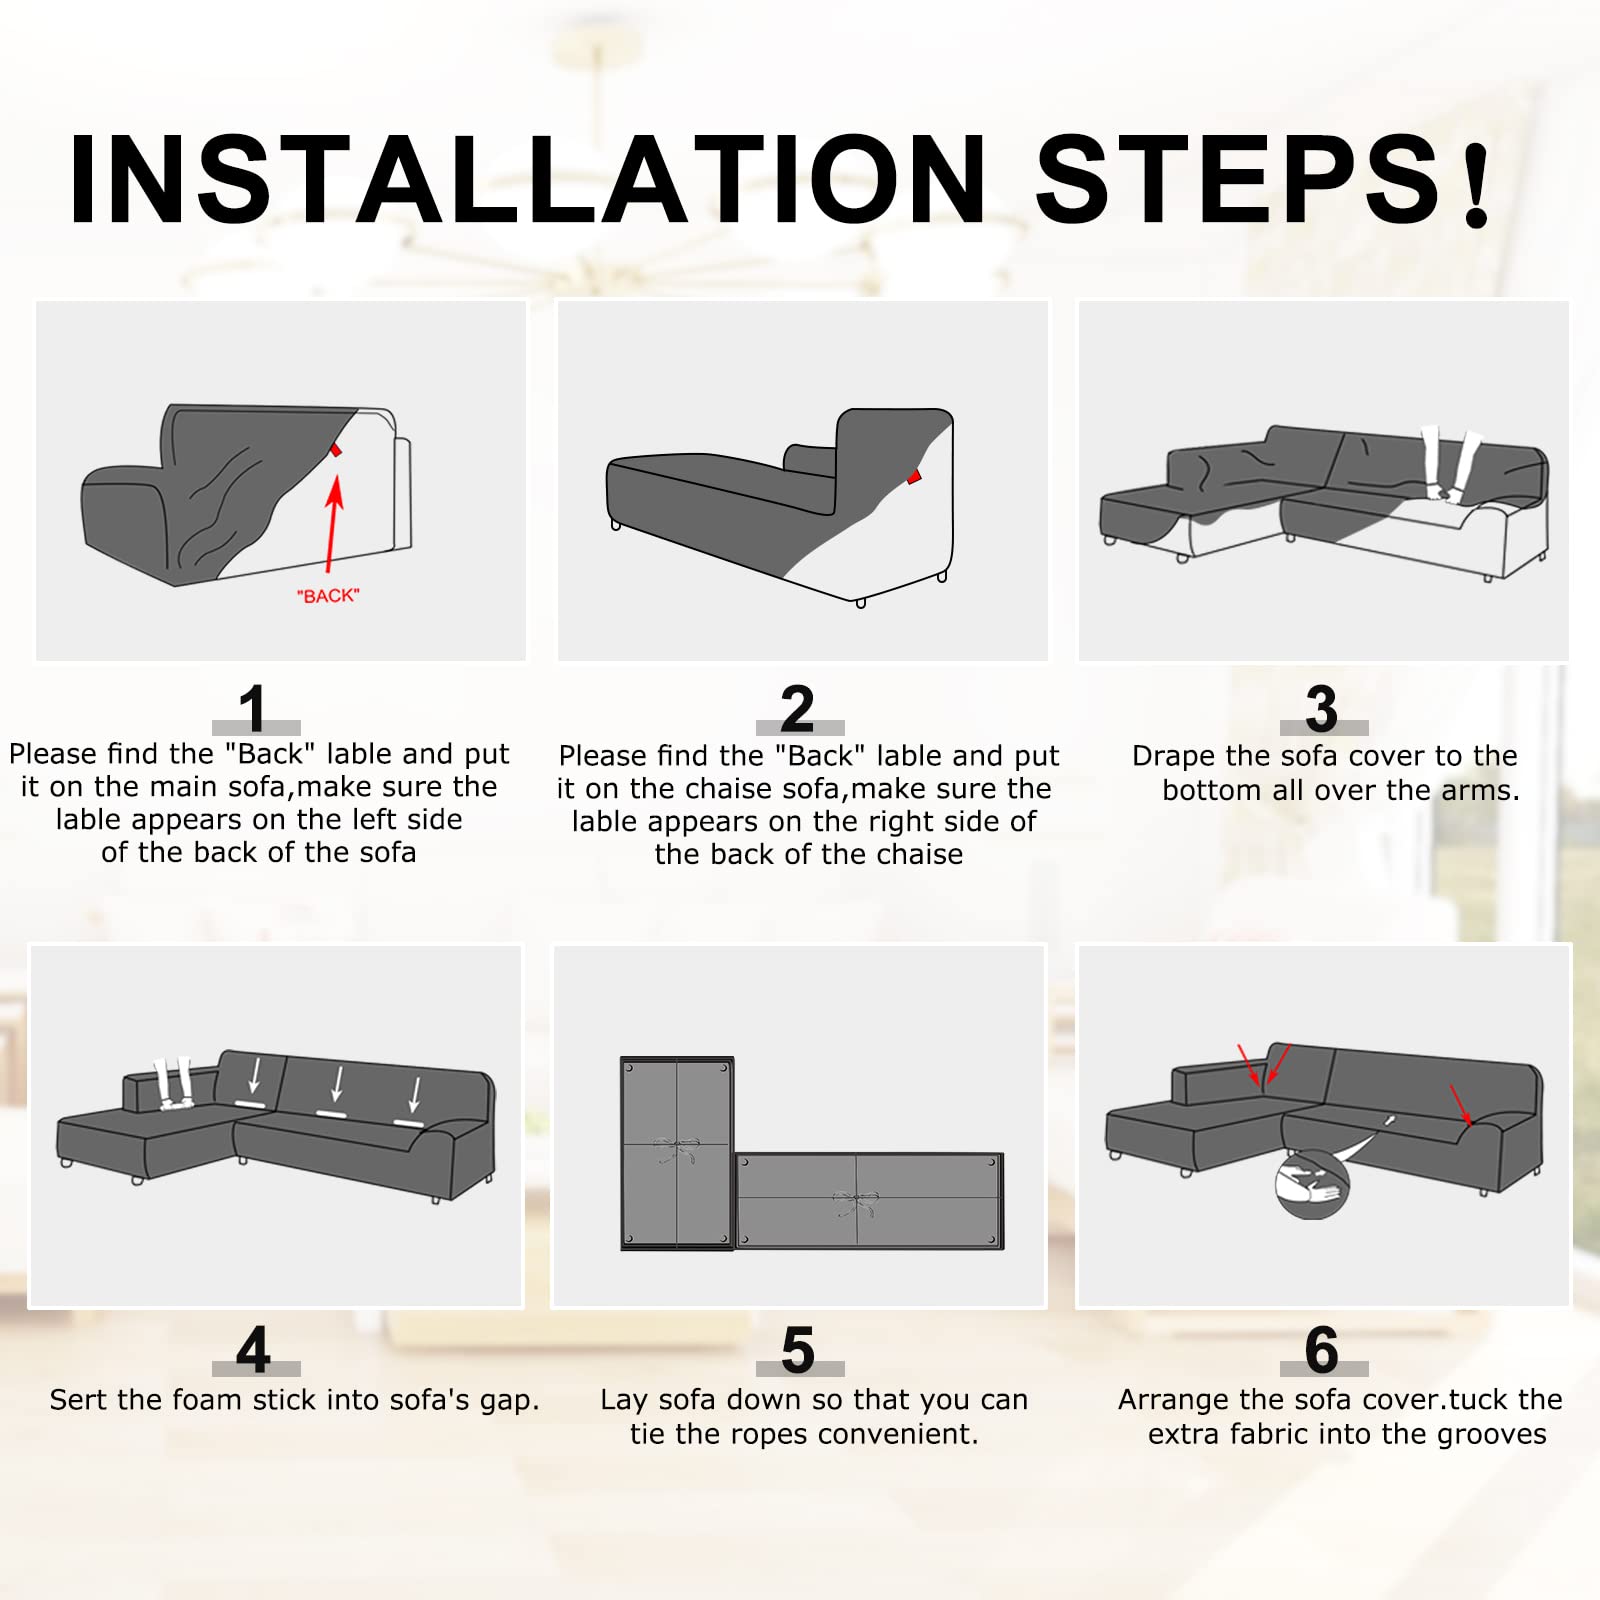 INSTALLATION STEPS!
"BACK"
1
Please find the "Back" lable and put
it on the main sofa,make sure the
lable appears on the left side
of the back of the sofa
2
Please find the "Back" lable and put
it on the chaise sofa,make sure the
lable appears on the right side of
the back of the chaise
3
Drape the sofa cover to the
bottom all over the arms.
4
Sert the foam stick into sofa's gap.
5
Lay sofa down so that you can
tie the ropes convenient.
6
Arrange the sofa cover.tuck the
extra fabric into the grooves